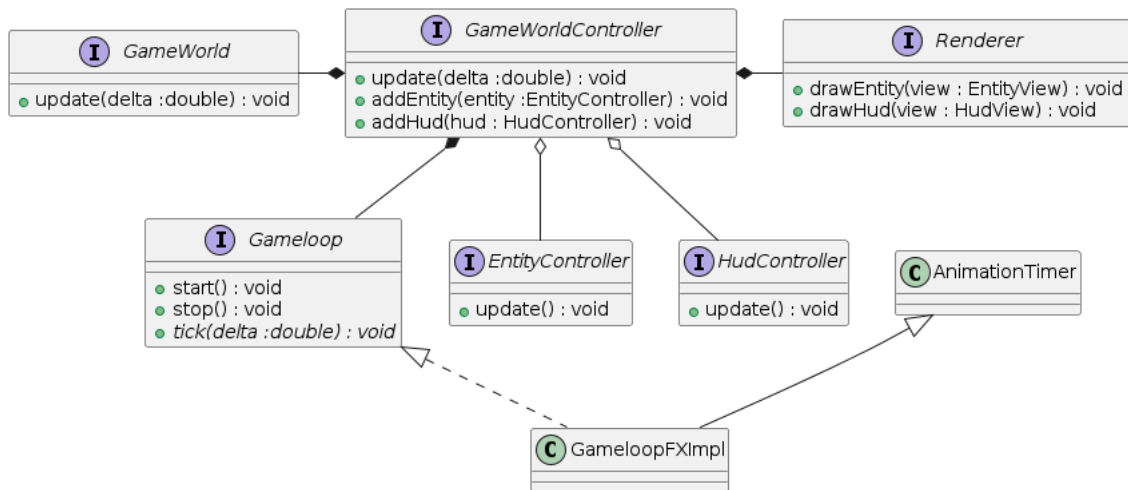 I GameWorld
update(delta :double) : void
I GameWorldController
update(delta :double) : void
addEntity(entity :EntityController) : void
addHud(hud : HudController) : void
I Renderer
drawEntity(view : EntityView) : void
drawHud(view : HudView) : void
I Gameloop
start() : void
stop() : void
tick(delta :double) : void
I EntityController
update() : void
I HudController
update() : void
C AnimationTimer
C GameloopFXImpl